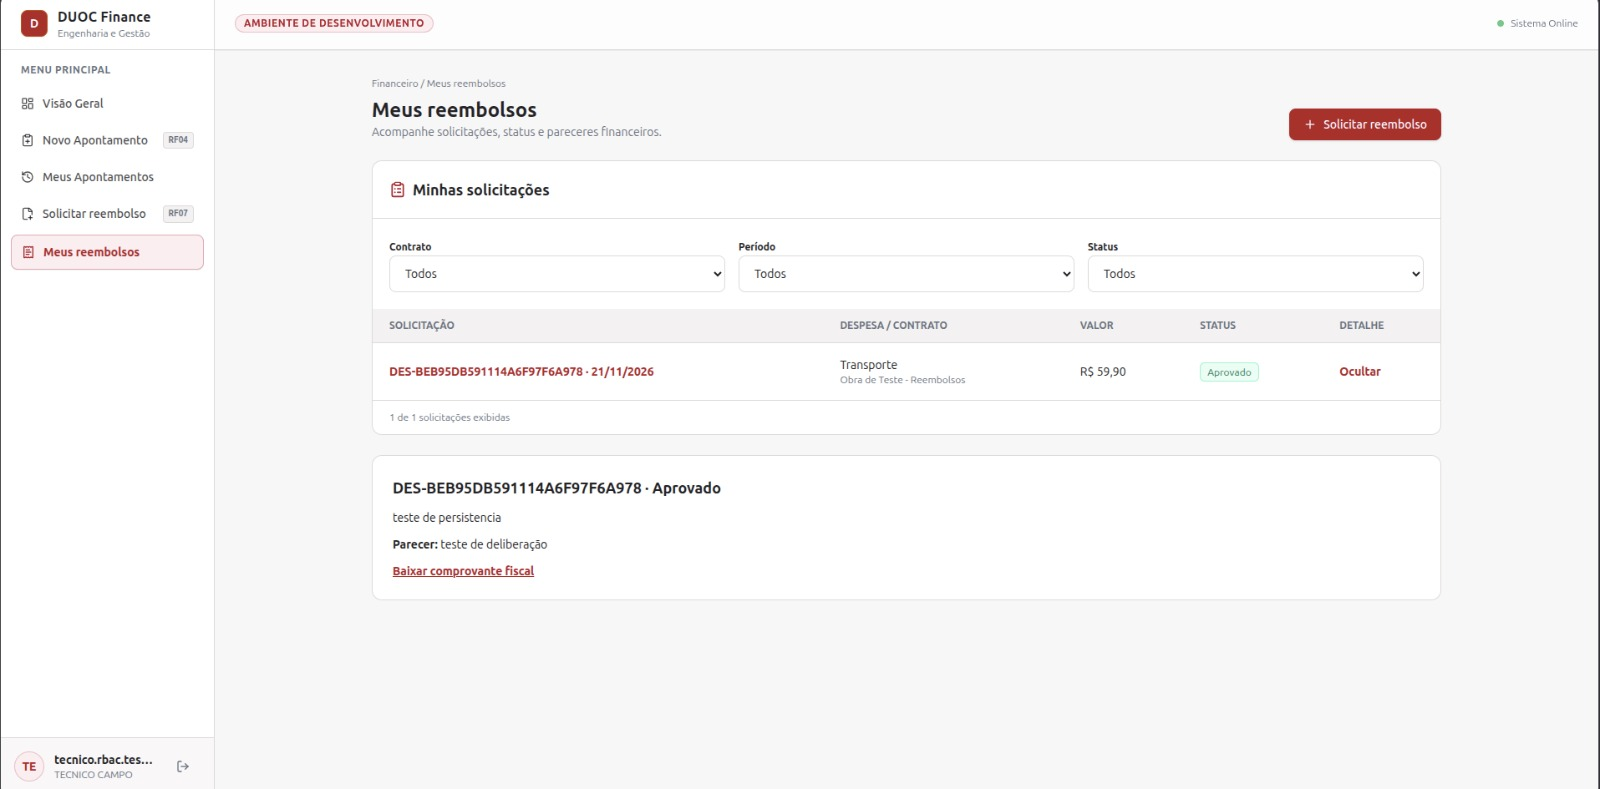 D
DUOC Finance
Engenharia e Gestão
AMBIENTE DE DESENVOLVIMENTO
Sistema Online
MENU PRINCIPAL
Visão Geral
Novo Apontamento RF04
Meus Apontamentos
Solicitar reembolso RF07
Meus reembolsos
Financeiro / Meus reembolsos
Meus reembolsos
Acompanhe solicitações, status e pareceres financeiros.
+ Solicitar reembolso
Minhas solicitações
Contrato Período Status
Todos Todos Todos
SOLICITAÇÃO DESPESA / CONTRATO VALOR STATUS DETALHE
DES-BEB95DB591114A6F97F6A978 · 21/11/2026 Transporte R$ 59,90 Aprovado Ocultar
Obra de Teste - Reembolsos
1 de 1 solicitações exibidas
DES-BEB95DB591114A6F97F6A978 · Aprovado
teste de persistencia
Parecer: teste de deliberação
Baixar comprovante fiscal
TE
tecnico.rbac.tes...
TECNICO CAMPO